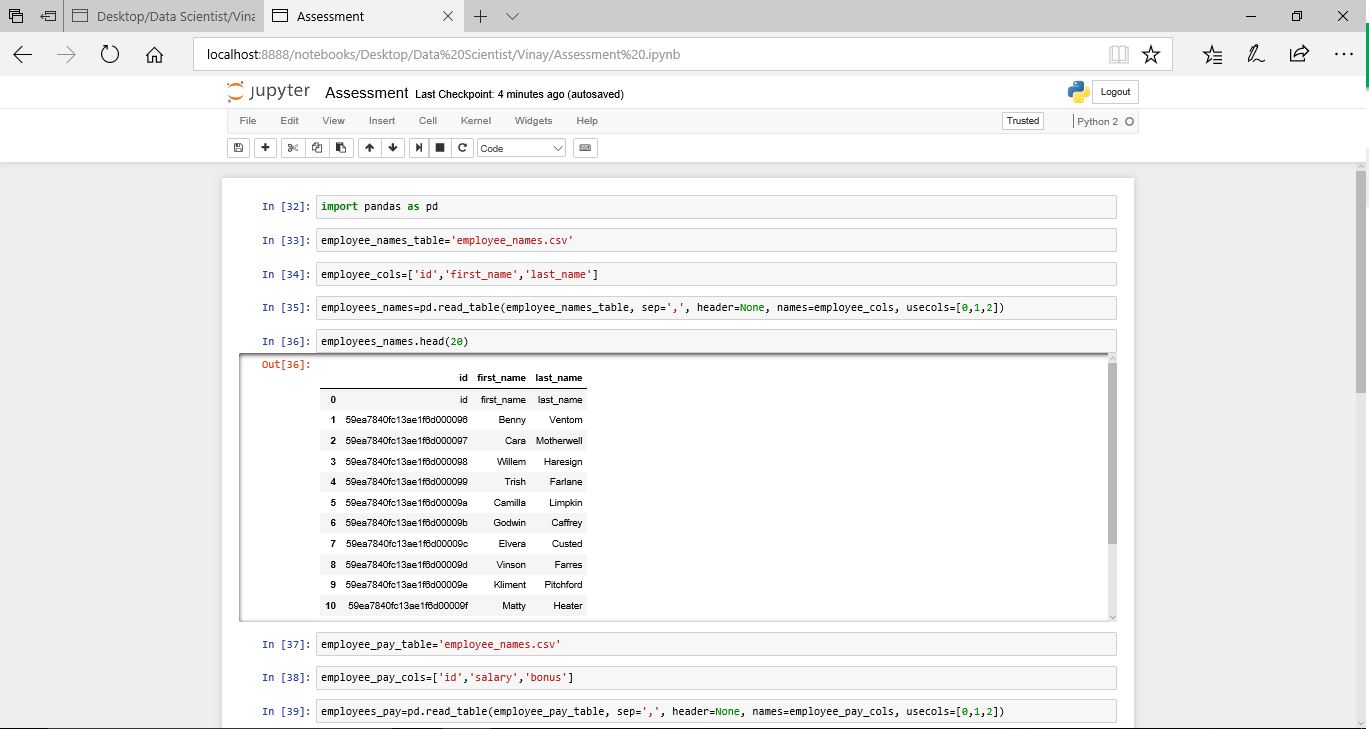 Desktop/Data Scientist/Vina
Assessment
localhost:8888/notebooks/Desktop/Data%20Scientist/Vinay/Assessment%20.ipynb
jupyter Assessment Last Checkpoint: 4 minutes ago (autosaved)
Logout
File Edit View Insert Cell Kernel Widgets Help
Trusted
Python 2
Code
In [32]: import pandas as pd
In [33]: employee_names_table='employee_names.csv'
In [34]: employee_cols=['id','first_name','last_name']
In [35]: employees_names=pd.read_table(employee_names_table, sep=',', header=None, names=employee_cols, usecols=[0,1,2])
In [36]: employees_names.head(20)
Out[36]:
id first_name last_name
0 id first_name last_name
1 59ea7840fc13ae1f6d000096 Benny Ventom
2 59ea7840fc13ae1f6d000097 Cara Motherwell
3 59ea7840fc13ae1f6d000098 Willem Haresign
4 59ea7840fc13ae1f6d000099 Trish Farlane
5 59ea7840fc13ae1f6d00009a Camilla Limpkin
6 59ea7840fc13ae1f6d00009b Godwin Caffrey
7 59ea7840fc13ae1f6d00009c Elvera Custed
8 59ea7840fc13ae1f6d00009d Vinson Farres
9 59ea7840fc13ae1f6d00009e Kliment Pitchford
10 59ea7840fc13ae1f6d00009f Matty Heater
In [37]: employee_pay_table='employee_names.csv'
In [38]: employee_pay_cols=['id','salary','bonus']
In [39]: employees_pay=pd.read_table(employee_pay_table, sep=',', header=None, names=employee_pay_cols, usecols=[0,1,2])